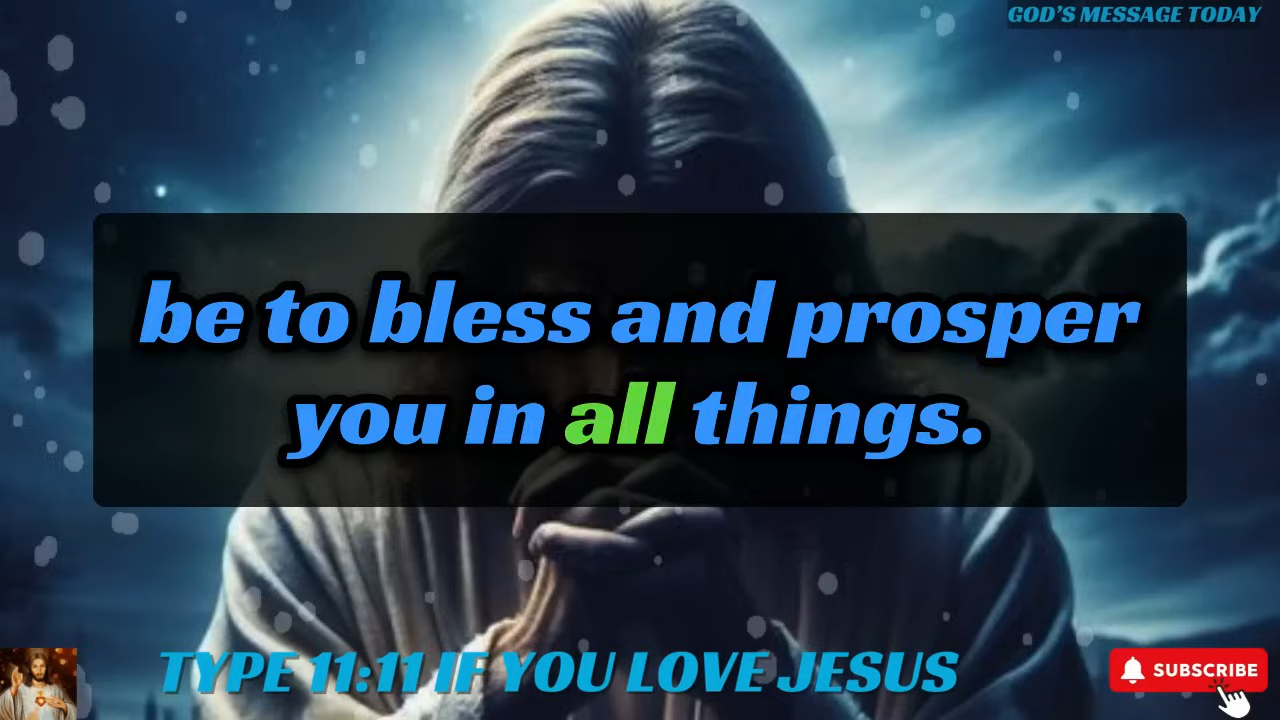 GOD'S MESSAGE TODAY
be to bless and prosper
you in all things.
TYPE 11:11 IF YOU LOVE JESUS
SUBSCRIBE